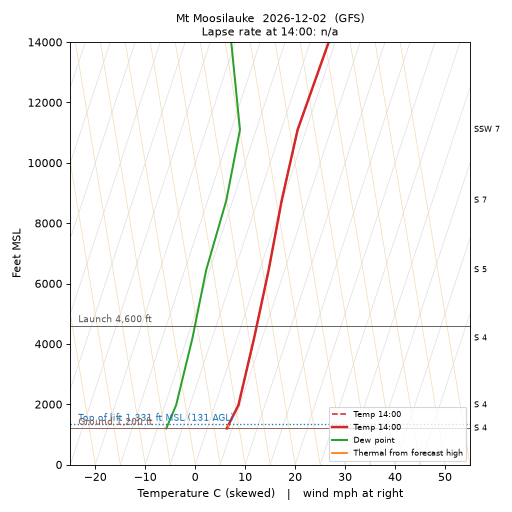 Mt Moosilauke 2026-12-02 (GFS)
Lapse rate at 14:00: n/a
14000
12000
SSW 7
10000
S 7
8000
Feet MSL
S 5
6000
Launch 4,600 ft
S 4
4000
2000
S 4
Top of lift 1,331 ft MSL (131 AGL)
Ground 1,200 ft
S 4
Temp 14:00
Temp 14:00
Dew point
Thermal from forecast high
0
−20 −10 0 10 20 30 40 50
Temperature C (skewed) | wind mph at right